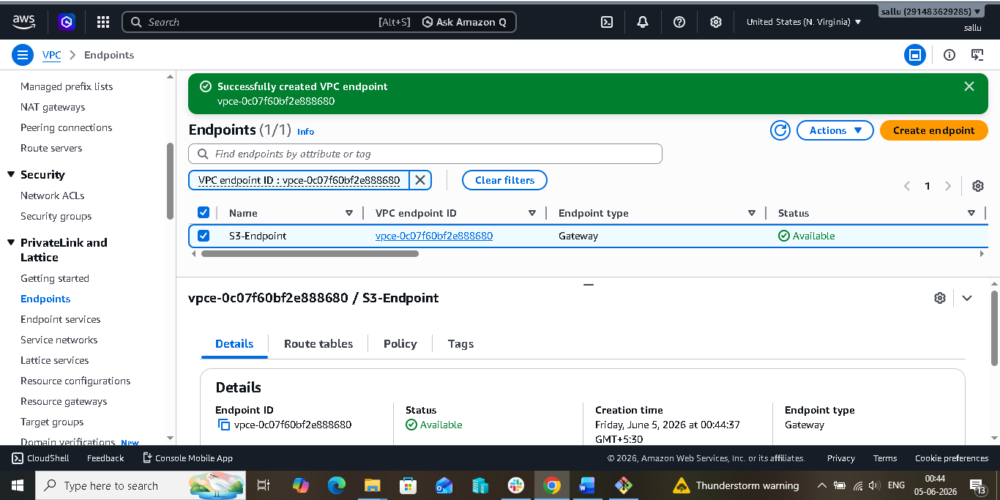 aws
Search [Alt+S] Ask Amazon Q
United States (N. Virginia) ▼
sallu (291483629285) ▼
sallu
VPC > Endpoints
Managed prefix lists
NAT gateways
Peering connections
Route servers
Security
Network ACLs
Security groups
PrivateLink and
Lattice
Getting started
Endpoints
Endpoint services
Service networks
Lattice services
Resource configurations
Resource gateways
Target groups
Domain verifications New
Successfully created VPC endpoint
vpce-0c07f60bf2e888680
Endpoints (1/1) Info
Actions ▼
Create endpoint
Find endpoints by attribute or tag
VPC endpoint ID : vpce-0c07f60bf2e888680
Clear filters
1
Name VPC endpoint ID Endpoint type Status
S3-Endpoint vpce-0c07f60bf2e888680 Gateway Available
vpce-0c07f60bf2e888680 / S3-Endpoint
Details Route tables Policy Tags
Details
Endpoint ID
vpce-0c07f60bf2e888680
Status
Available
Creation time
Friday, June 5, 2026 at 00:44:37
GMT+5:30
Endpoint type
Gateway
CloudShell Feedback Console Mobile App
© 2026, Amazon Web Services, Inc. or its affiliates. Privacy Terms Cookie preferences
Type here to search
Thunderstorm warning
ENG
00:44
05-06-2026
13